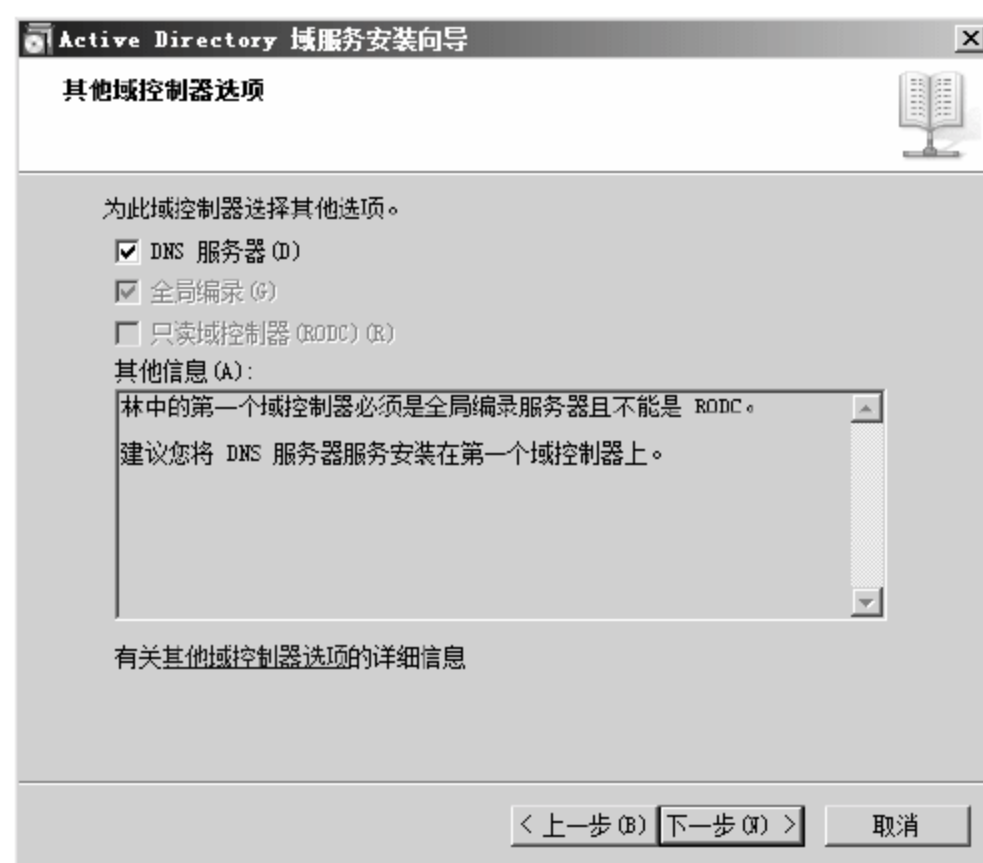 Active Directory 域服务安装向导
其他域控制器选项
为此域控制器选择其他选项。
DNS 服务器(D)
全局编录(G)
只读域控制器(RODC)(R)
其他信息(A):
林中的第一个域控制器必须是全局编录服务器且不能是 RODC。
建议您将 DNS 服务器服务安装在第一个域控制器上。
有关其他域控制器选项的详细信息
< 上一步(B) 下一步(N) > 取消